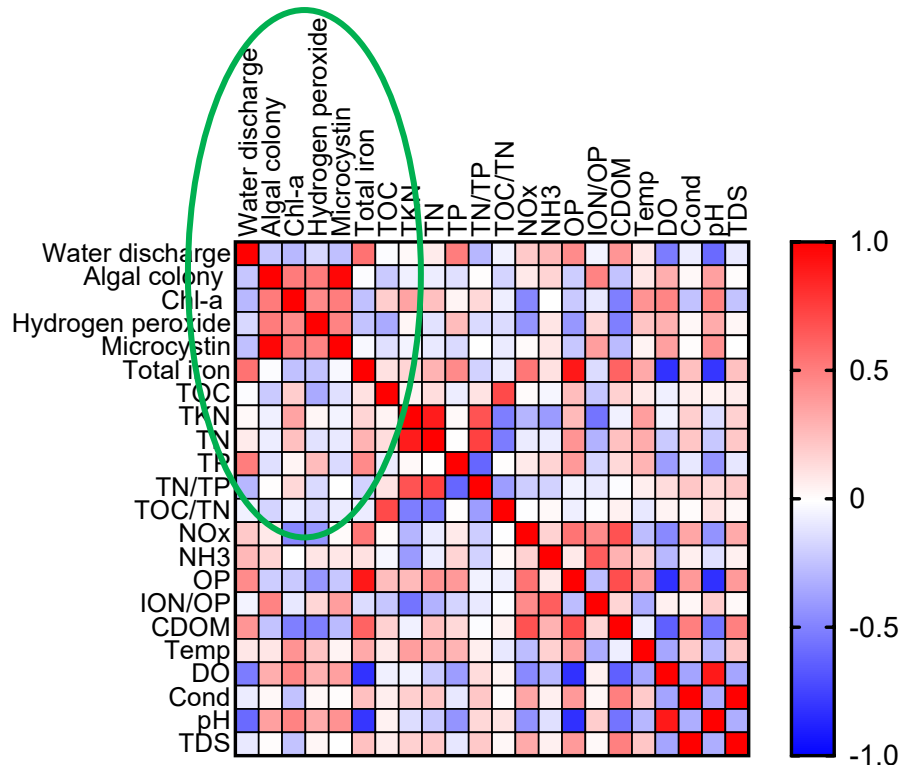 Water discharge
Algal colony
Chl-a
Hydrogen peroxide
Microcystin
Total iron
TOC
TKN
TN
TP
TN/TP
TOC/TN
NOx
NH3
OP
ION/OP
CDOM
Temp
DO
Cond
pH
TDS
Water discharge
Algal colony
Chl-a
Hydrogen peroxide
Microcystin
Total iron
TOC
TKN
TN
TP
TN/TP
TOC/TN
NOx
NH3
OP
ION/OP
CDOM
Temp
DO
Cond
pH
TDS
1.0
0.5
0
-0.5
-1.0